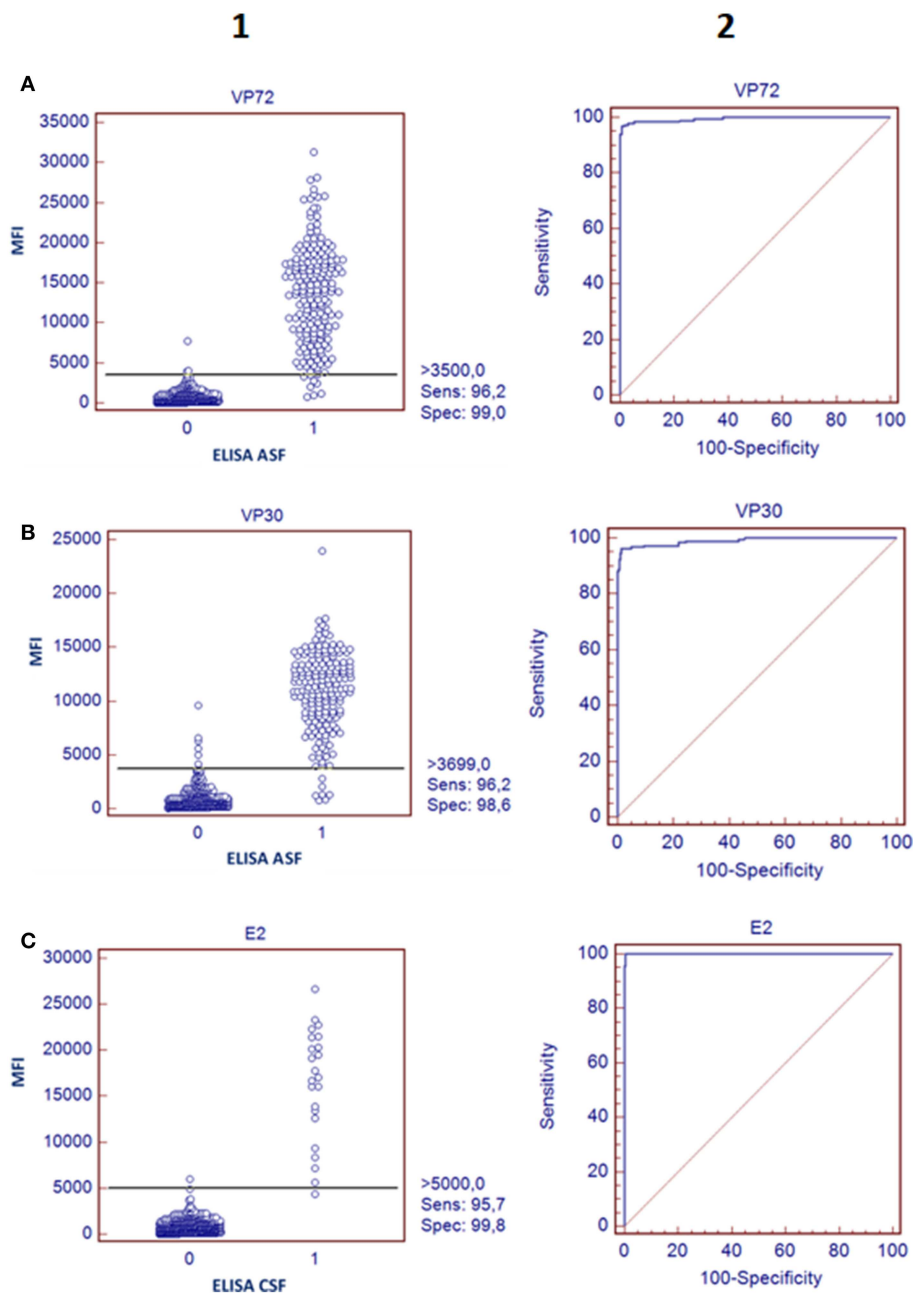 1
2
A
VP72
MFI
35000
30000
25000
20000
15000
10000
5000
0
0
1
ELISA ASF
>3500,0
Sens: 96,2
Spec: 99,0
VP72
Sensitivity
100
80
60
40
20
0
0 20 40 60 80 100
100-Specificity
B
VP30
MFI
25000
20000
15000
10000
5000
0
0
1
ELISA ASF
>3699,0
Sens: 96,2
Spec: 98,6
VP30
Sensitivity
100
80
60
40
20
0
0 20 40 60 80 100
100-Specificity
C
E2
MFI
30000
25000
20000
15000
10000
5000
0
0
1
ELISA CSF
>5000,0
Sens: 95,7
Spec: 99,8
E2
Sensitivity
100
80
60
40
20
0
0 20 40 60 80 100
100-Specificity